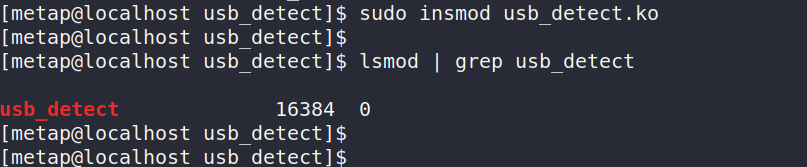 [metap@localhost usb_detect]$ sudo insmod usb_detect.ko
[metap@localhost usb_detect]$
[metap@localhost usb_detect]$ lsmod | grep usb_detect
usb_detect 16384 0
[metap@localhost usb_detect]$
[metap@localhost usb_detect]$